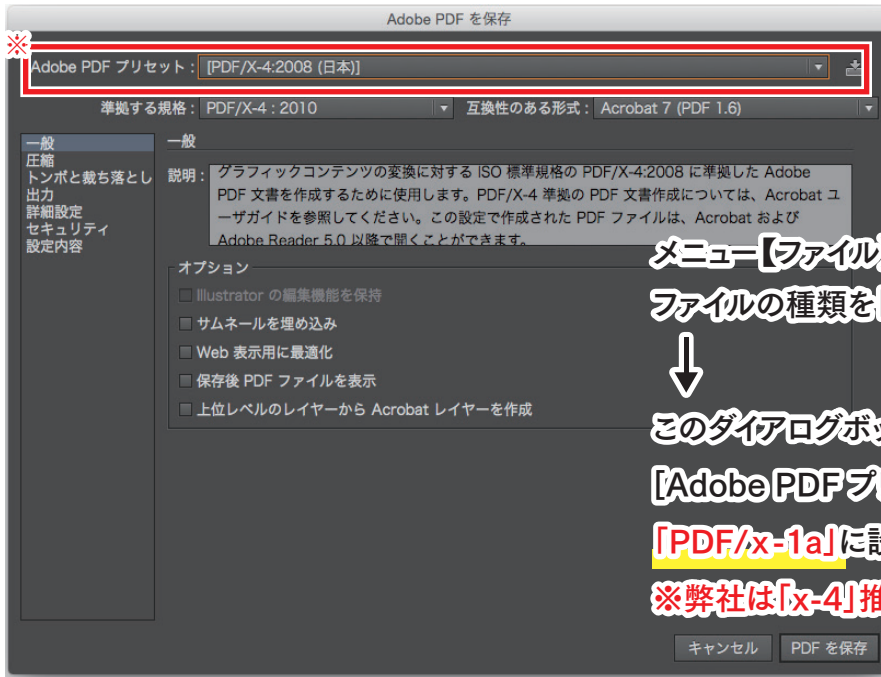 Adobe PDF を保存
※
Adobe PDF プリセット : [PDF/X-4:2008 (日本)]
準拠する規格 : PDF/X-4 : 2010 互換性のある形式 : Acrobat 7 (PDF 1.6)
一般
圧縮
トンボと裁ち落とし
出力
詳細設定
セキュリティ
設定内容
一般
説明 : グラフィックコンテンツの変換に対する ISO 標準規格の PDF/X-4:2008 に準拠した Adobe
PDF 文書を作成するために使用します。PDF/X-4 準拠の PDF 文書作成については、Acrobat ユ
ーザガイドを参照してください。この設定で作成された PDF ファイルは、Acrobat および
Adobe Reader 5.0 以降で開くことができます。
オプション
Illustrator の編集機能を保持
サムネールを埋め込み
Web 表示用に最適化
保存後 PDF ファイルを表示
上位レベルのレイヤーから Acrobat レイヤーを作成
メニュー【ファイル
ファイルの種類を
↓
このダイアログボッ
[Adobe PDF プ
「PDF/x-1a」に設
※弊社は「x-4」推
キャンセル PDF を保存